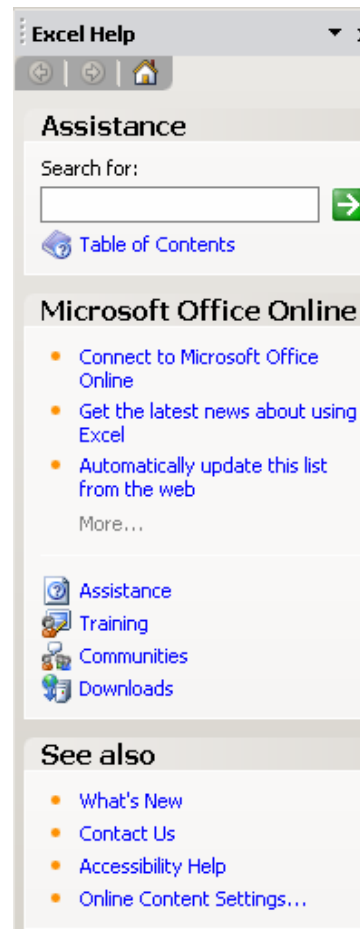 Excel Help
Assistance
Search for:
Table of Contents
Microsoft Office Online
Connect to Microsoft Office
Online
Get the latest news about using
Excel
Automatically update this list
from the web
More...
Assistance
Training
Communities
Downloads
See also
What's New
Contact Us
Accessibility Help
Online Content Settings...